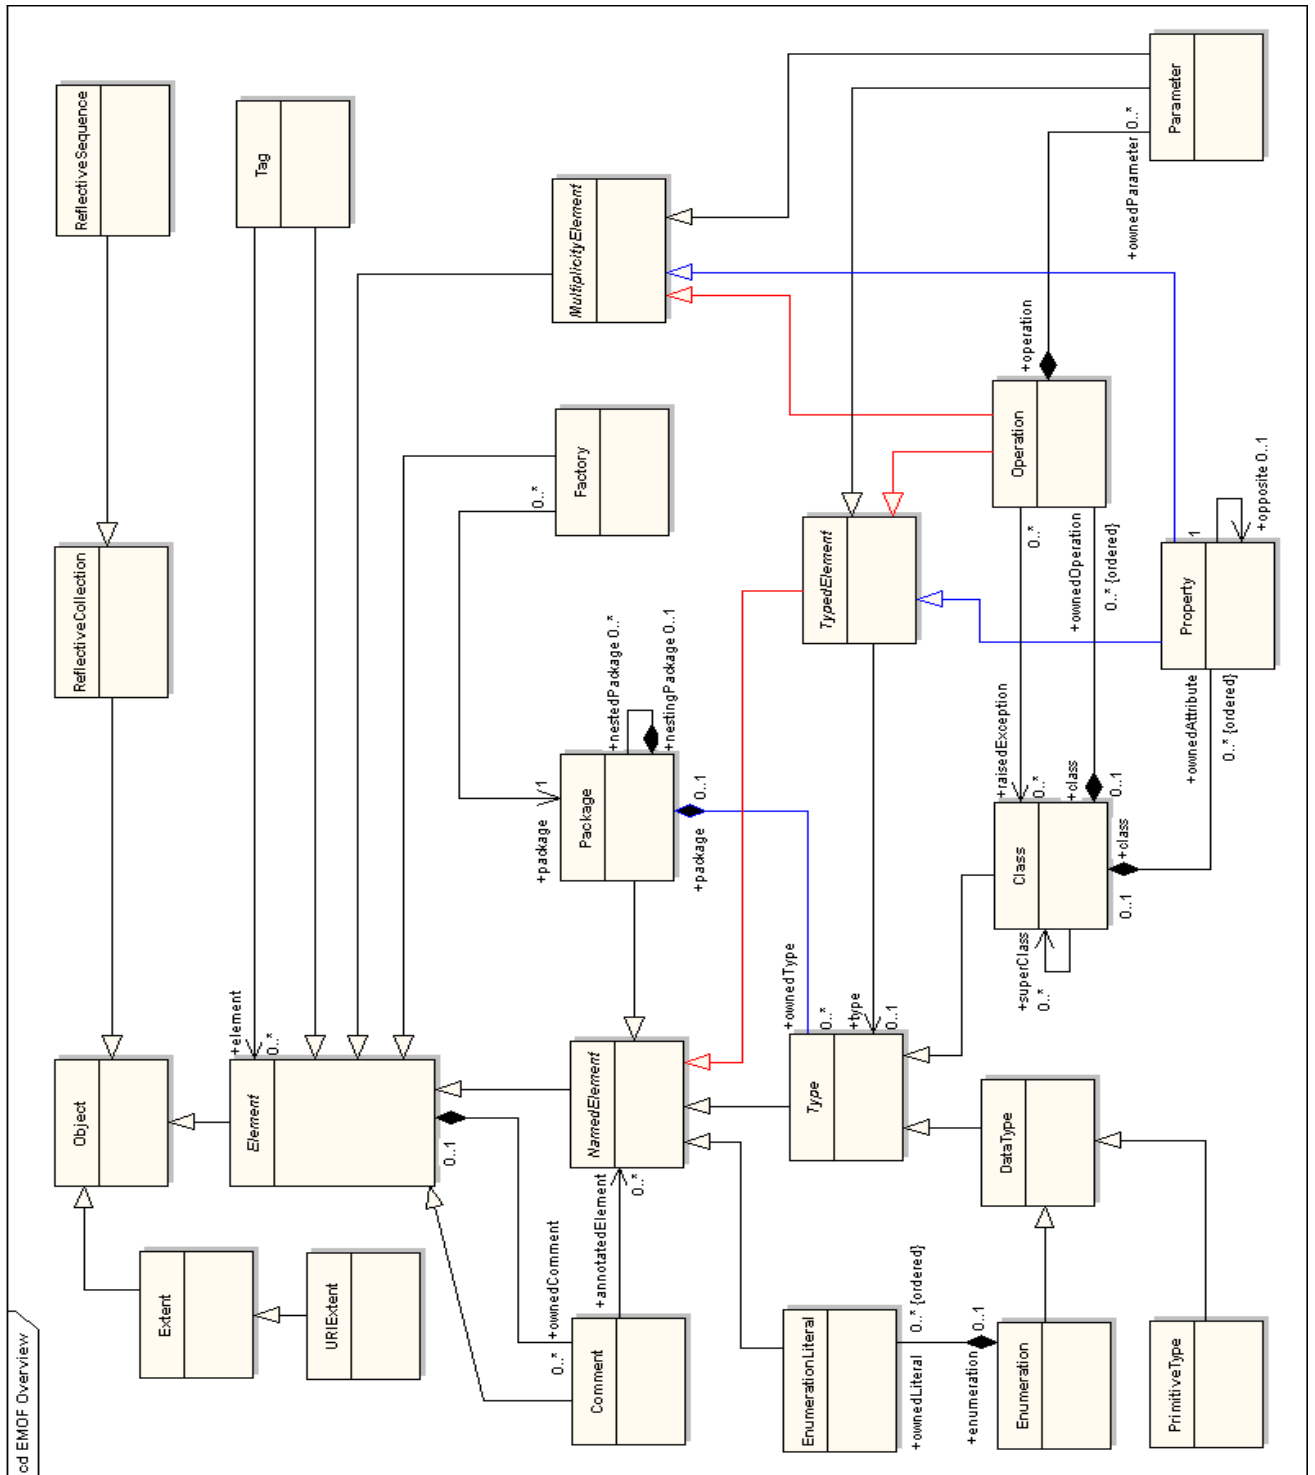 cd EMOF Overview
Extent
URIExtent
Object
ReflectiveCollection
ReflectiveSequence
Element
+element
0..*
0..1
Tag
Comment
+ownedComment
0..*
+annotatedElement
0..*
NamedElement
Package
+package
1
+nestedPackage 0..*
+nestingPackage 0..1
+package
0..1
Factory
0..*
MultiplicityElement
EnumerationLiteral
+ownedLiteral
0..* {ordered}
+enumeration
0..1
Enumeration
Type
+ownedType
0..*
+type
0..1
TypedElement
DataType
PrimitiveType
Class
+superClass
0..*
+raisedException
0..*
+class
0..1
+class
0..1
Operation
0..*
+ownedOperation
0..* {ordered}
+operation
Property
+ownedAttribute
0..* {ordered}
1
+opposite 0..1
Parameter
+ownedParameter 0..*